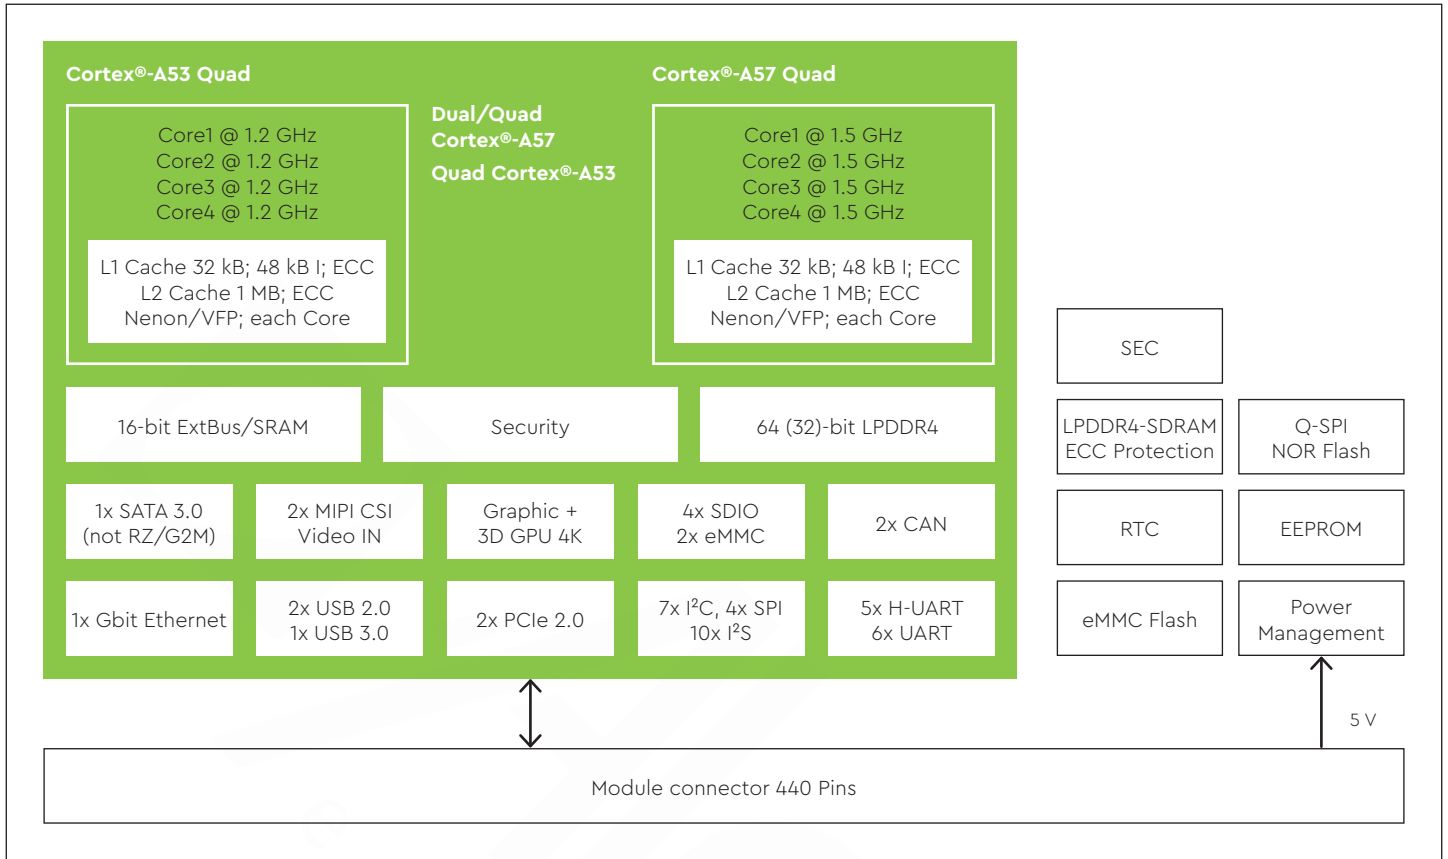 Cortex®-A53 Quad
Core1 @ 1.2 GHz
Core2 @ 1.2 GHz
Core3 @ 1.2 GHz
Core4 @ 1.2 GHz
L1 Cache 32 kB; 48 kB I; ECC
L2 Cache 1 MB; ECC
Nenon/VFP; each Core
Dual/Quad
Cortex®-A57
Quad Cortex®-A53
Cortex®-A57 Quad
Core1 @ 1.5 GHz
Core2 @ 1.5 GHz
Core3 @ 1.5 GHz
Core4 @ 1.5 GHz
L1 Cache 32 kB; 48 kB I; ECC
L2 Cache 1 MB; ECC
Nenon/VFP; each Core
16-bit ExtBus/SRAM
Security
64 (32)-bit LPDDR4
1x SATA 3.0
(not RZ/G2M)
2x MIPI CSI
Video IN
Graphic +
3D GPU 4K
4x SDIO
2x eMMC
2x CAN
1x Gbit Ethernet
2x USB 2.0
1x USB 3.0
2x PCIe 2.0
7x I²C, 4x SPI
10x I²S
5x H-UART
6x UART
SEC
LPDDR4-SDRAM
ECC Protection
Q-SPI
NOR Flash
RTC
EEPROM
eMMC Flash
Power
Management
5 V
Module connector 440 Pins